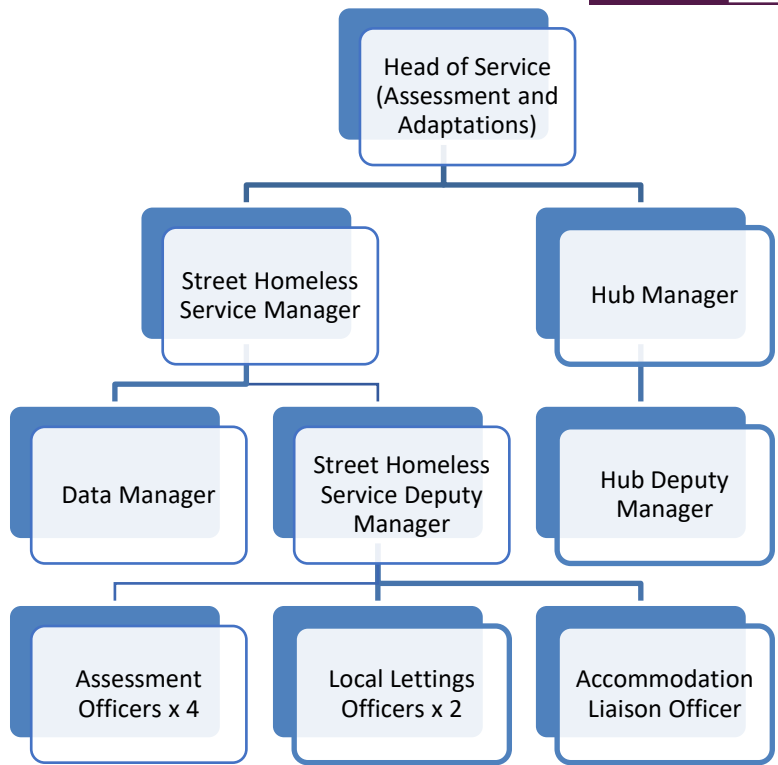 Head of Service
(Assessment and
Adaptations)
Street Homeless
Service Manager
Hub Manager
Data Manager
Street Homeless
Service Deputy
Manager
Hub Deputy
Manager
Assessment
Officers x 4
Local Lettings
Officers x 2
Accommodation
Liaison Officer